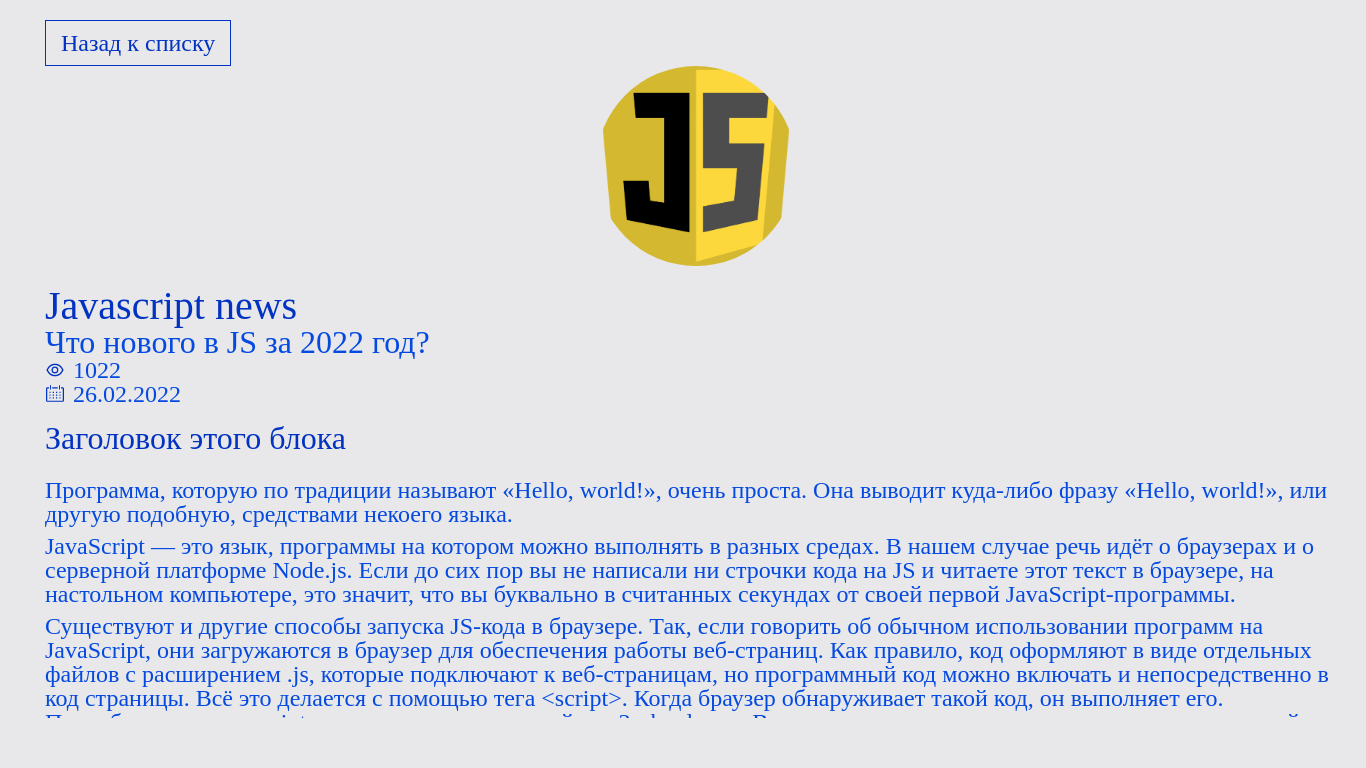 Назад к списку
JS
Javascript news
Что нового в JS за 2022 год?
1022
26.02.2022
Заголовок этого блока
Программа, которую по традиции называют «Hello, world!», очень проста. Она выводит куда-либо фразу «Hello, world!», или
другую подобную, средствами некоего языка.
JavaScript — это язык, программы на котором можно выполнять в разных средах. В нашем случае речь идёт о браузерах и о
серверной платформе Node.js. Если до сих пор вы не написали ни строчки кода на JS и читаете этот текст в браузере, на
настольном компьютере, это значит, что вы буквально в считанных секундах от своей первой JavaScript-программы.
Существуют и другие способы запуска JS-кода в браузере. Так, если говорить об обычном использовании программ на
JavaScript, они загружаются в браузер для обеспечения работы веб-страниц. Как правило, код оформляют в виде отдельных
файлов с расширением .js, которые подключают к веб-страницам, но программный код можно включать и непосредственно в
код страницы. Всё это делается с помощью тега <script>. Когда браузер обнаруживает такой код, он выполняет его.